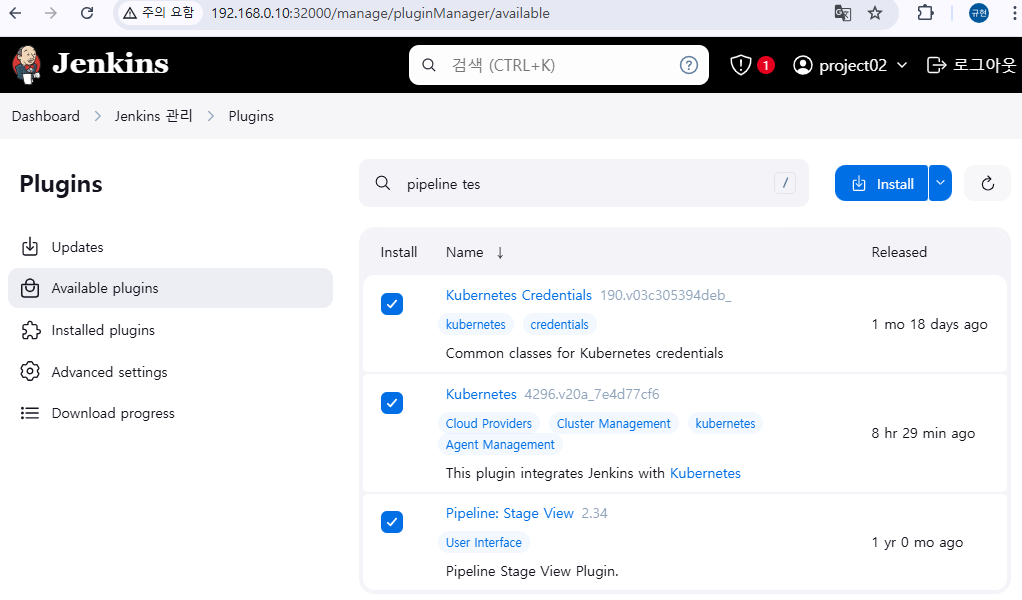 주의 요함 192.168.0.10:32000/manage/pluginManager/available 규현
Jenkins 검색 (CTRL+K) ? 1 project02 로그아웃
Dashboard > Jenkins 관리 > Plugins
Plugins
pipeline tes / Install
Updates
Available plugins
Installed plugins
Advanced settings
Download progress
Install Name ↓ Released
Kubernetes Credentials 190.v03c305394deb_
kubernetes credentials
1 mo 18 days ago
Common classes for Kubernetes credentials
Kubernetes 4296.v20a_7e4d77cf6
Cloud Providers Cluster Management kubernetes
Agent Management
8 hr 29 min ago
This plugin integrates Jenkins with Kubernetes
Pipeline: Stage View 2.34
User Interface
1 yr 0 mo ago
Pipeline Stage View Plugin.